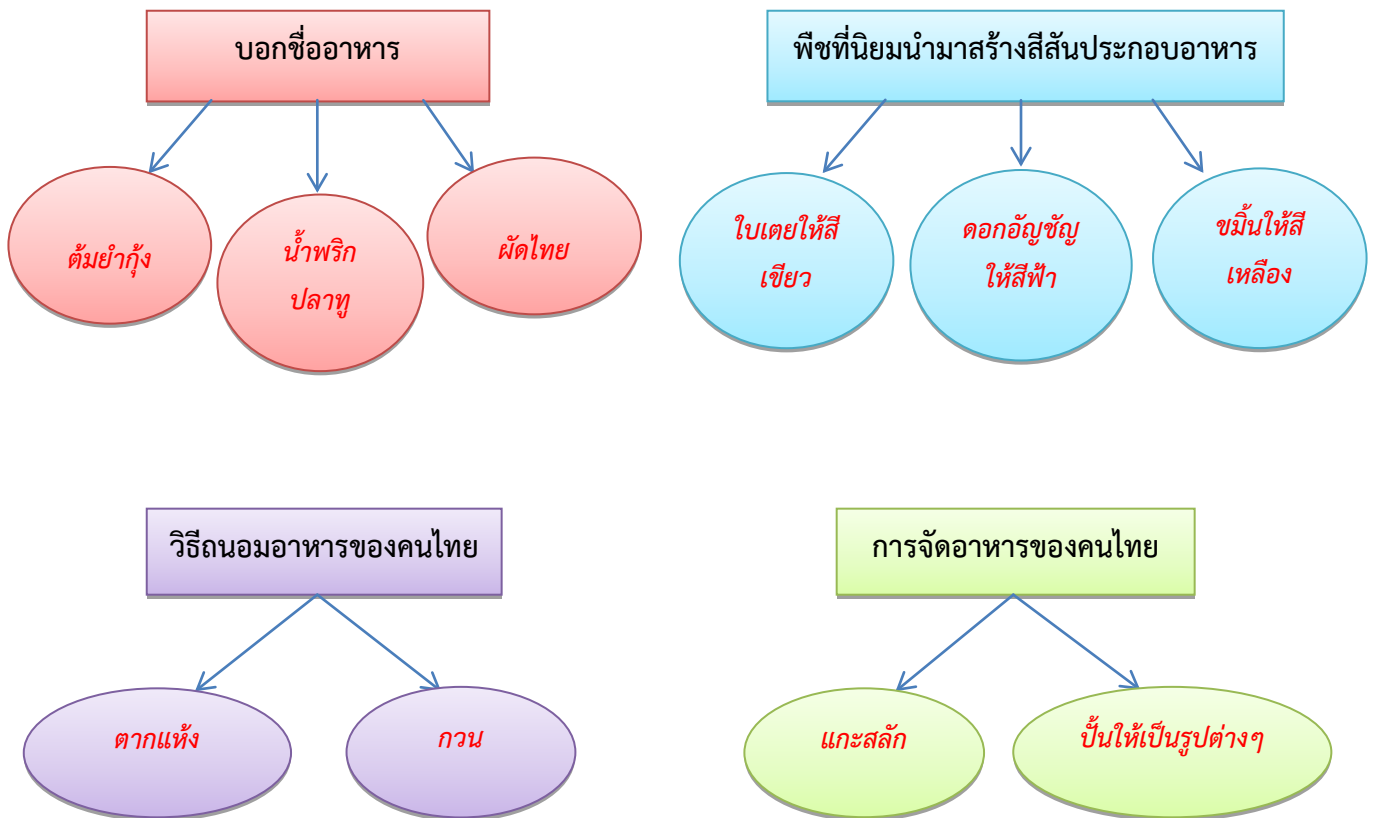 บอกชื่ออาหาร
ต้มยำกุ้ง
น้ำพริก
ปลาทู
ผัดไทย
พืชที่นิยมนำมาสร้างสีสันประกอบอาหาร
ใบเตยให้สี
เขียว
ดอกอัญชัญ
ให้สีฟ้า
ขมิ้นให้สี
เหลือง
วิธีถนอมอาหารของคนไทย
ตากแห้ง
กวน
การจัดอาหารของคนไทย
แกะสลัก
ปั้นให้เป็นรูปต่างๆ